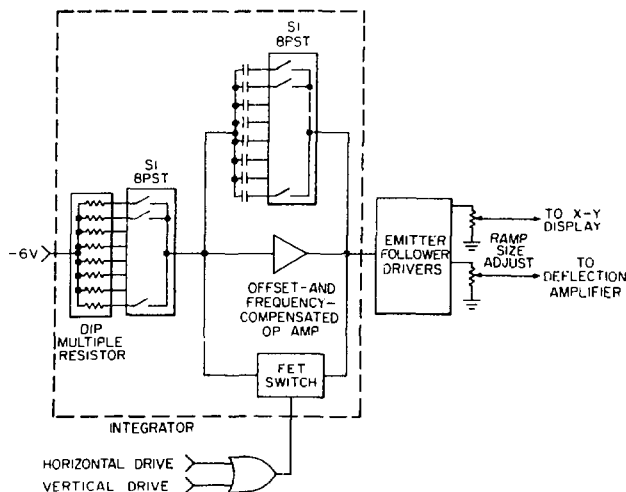 S1
8PST
S1
8PST
-6V
DIP
MULTIPLE
RESISTOR
OFFSET-AND
FREQUENCY-
COMPENSATED
OP AMP
FET
SWITCH
INTEGRATOR
EMITTER
FOLLOWER
DRIVERS
TO X-Y
DISPLAY
RAMP
SIZE
ADJUST
TO
DEFLECTION
AMPLIFIER
HORIZONTAL DRIVE
VERTICAL DRIVE